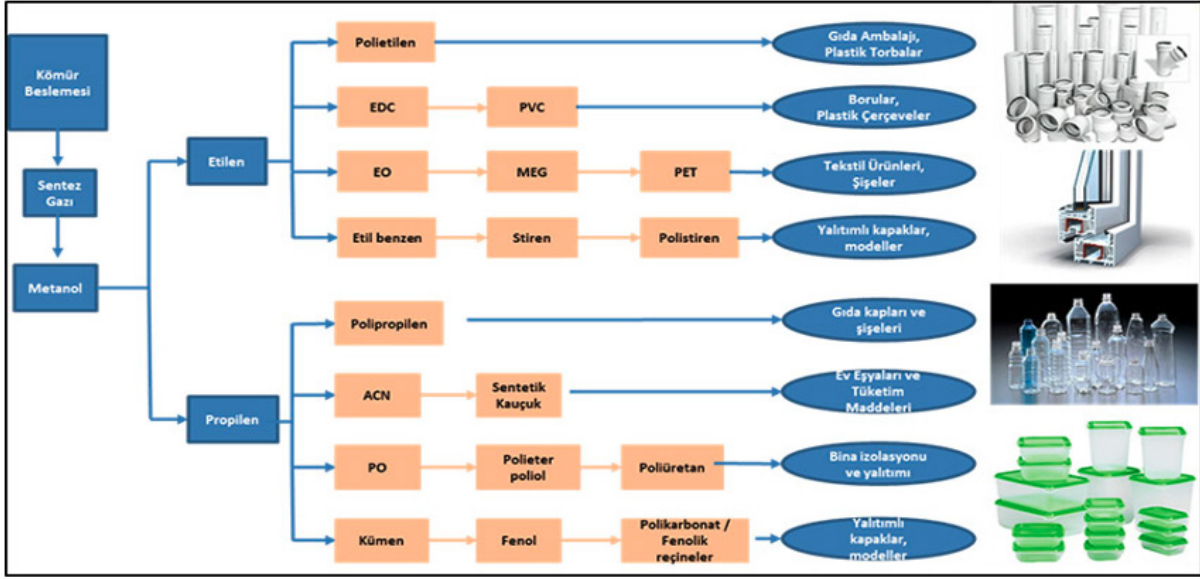 Kömür
Beslemesi
Sentez
Gazı
Metanol
Etilen
Polietilen
Gıda Ambalajı,
Plastik Torbalar
EDC
PVC
Borular,
Plastik Çerçeveler
EO
MEG
PET
Tekstil Ürünleri,
Şişeler
Etil benzen
Stiren
Polistiren
Yalıtımlı kapaklar,
modeller
Propilen
Polipropilen
Gıda kapları ve
şişeleri
ACN
Sentetik
Kauçuk
Ev Eşyaları ve
Tüketim
Maddeleri
PO
Polieter
poliol
Poliüretan
Bina izolasyonu
ve yalıtımı
Kümen
Fenol
Polikarbonat /
Fenolik
reçineler
Yalıtımlı
kapaklar,
modeller